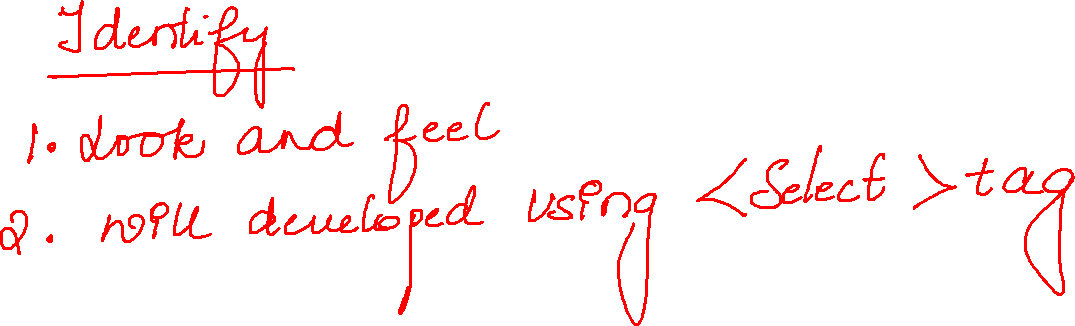 Identify
1. Look and feel
2. will developed using <Select> tag